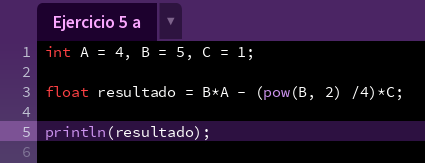 Ejercicio 5 a
1 int A = 4, B = 5, C = 1;
2
3 float resultado = B*A - (pow(B, 2) /4)*C;
4
5 println(resultado);
6